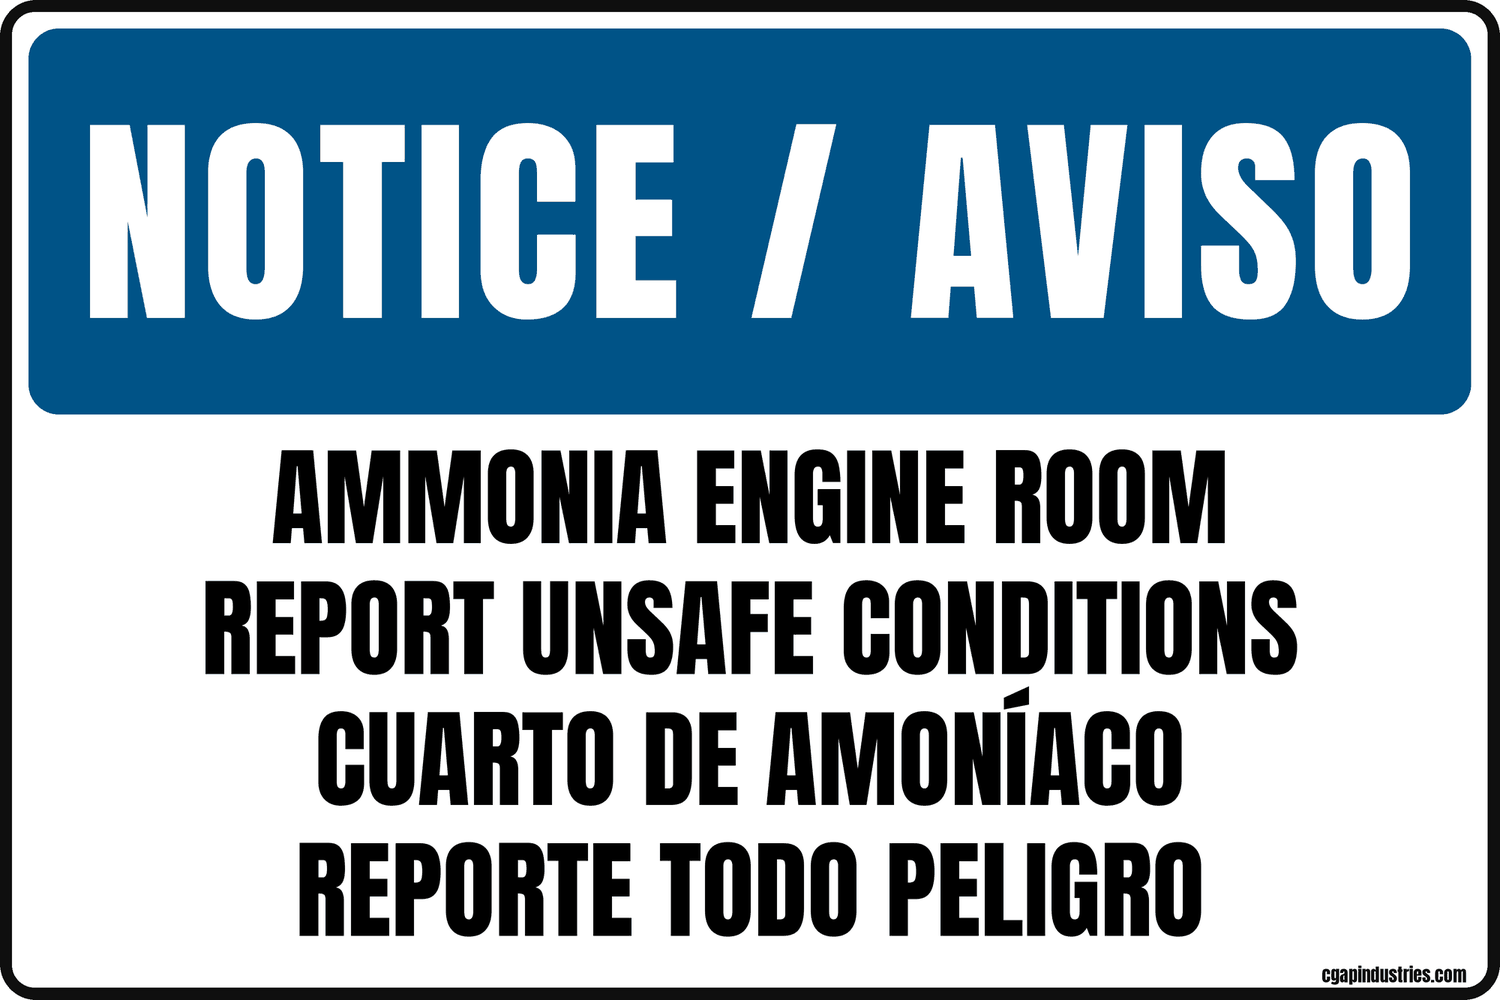 NOTICE / AVISO
AMMONIA ENGINE ROOM
REPORT UNSAFE CONDITIONS
CUARTO DE AMONÍACO
REPORTE TODO PELIGRO
cgapindustries.com